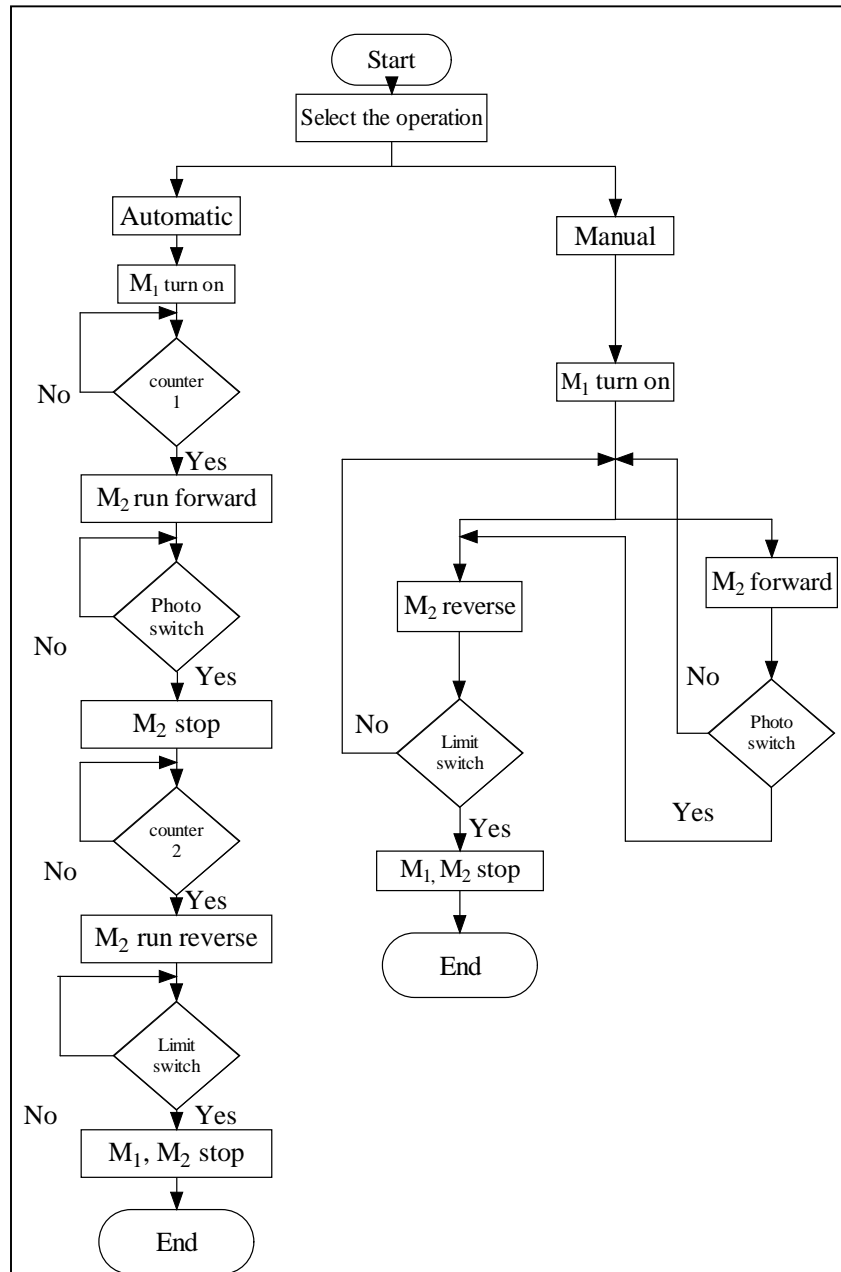 Start
Select the operation
Automatic
M₁ turn on
counter
1
No
Yes
M₂ run forward
Photo
switch
No
Yes
M₂ stop
counter
2
No
Yes
M₂ run reverse
Limit
switch
No
Yes
M₁, M₂ stop
End
Manual
M₁ turn on
M₂ reverse
Limit
switch
No
Yes
M₁, M₂ stop
End
M₂ forward
Photo
switch
No
Yes